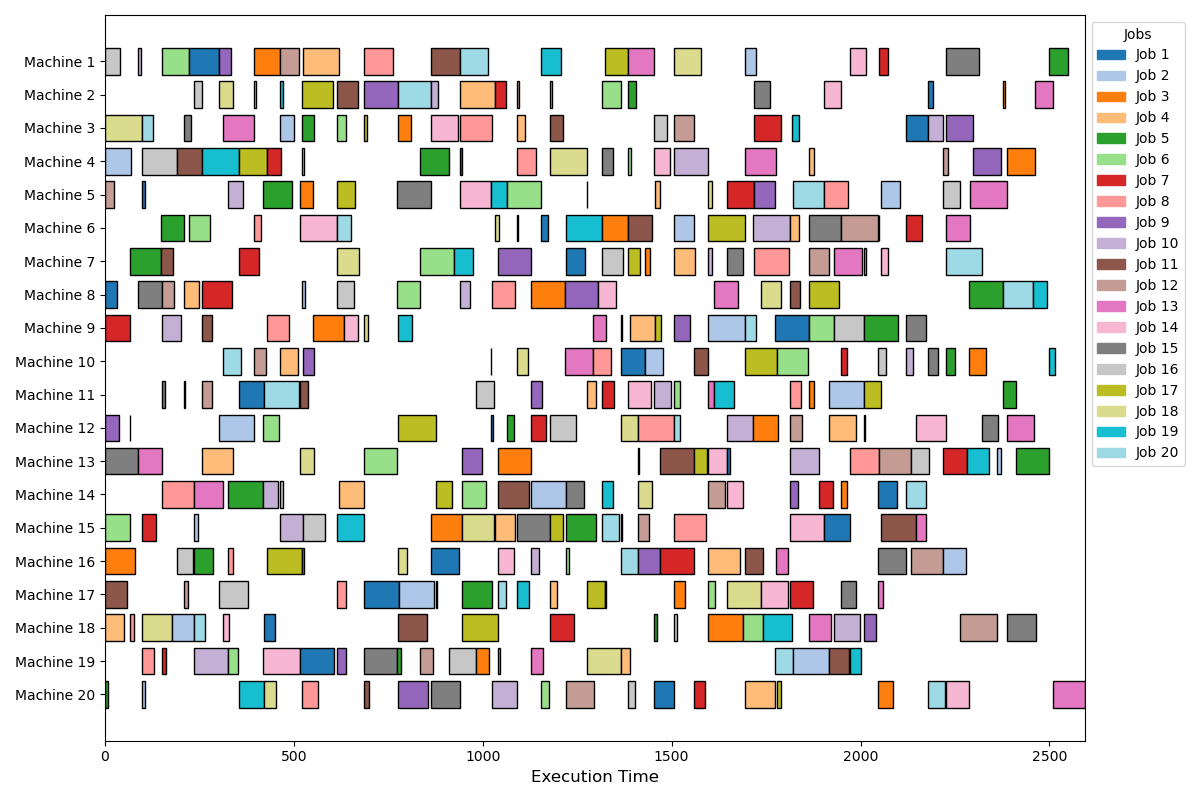 Machine 1
Machine 2
Machine 3
Machine 4
Machine 5
Machine 6
Machine 7
Machine 8
Machine 9
Machine 10
Machine 11
Machine 12
Machine 13
Machine 14
Machine 15
Machine 16
Machine 17
Machine 18
Machine 19
Machine 20
0 500 1000 1500 2000 2500
Execution Time
Jobs
Job 1
Job 2
Job 3
Job 4
Job 5
Job 6
Job 7
Job 8
Job 9
Job 10
Job 11
Job 12
Job 13
Job 14
Job 15
Job 16
Job 17
Job 18
Job 19
Job 20